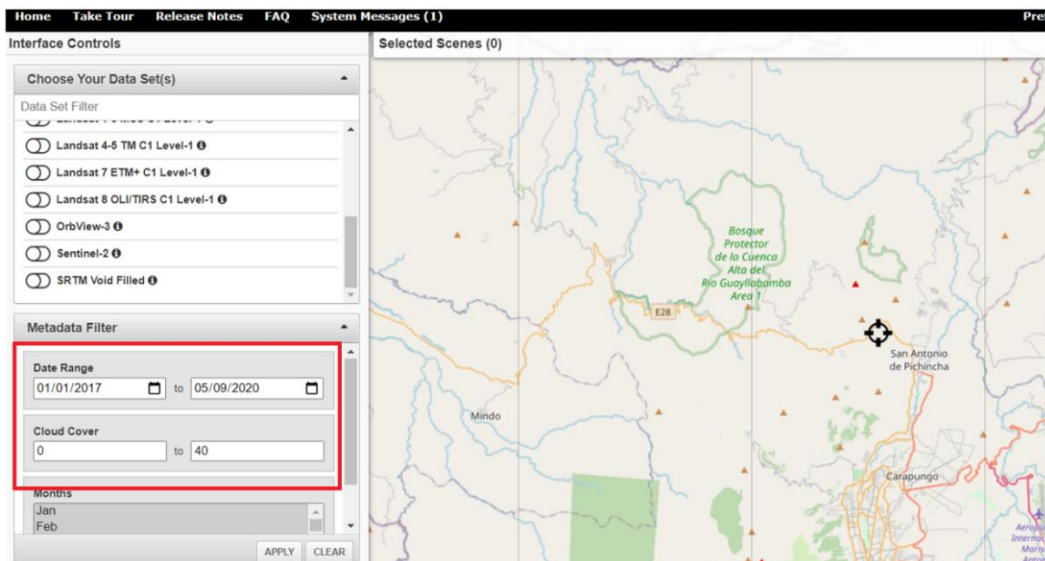 Home Take Tour Release Notes FAQ System Messages (1)
Interface Controls
Selected Scenes (0)
Choose Your Data Set(s)
Data Set Filter
Landsat 4-5 TM C1 Level-1
Landsat 7 ETM+ C1 Level-1
Landsat 8 OLI/TIRS C1 Level-1
OrbView-3
Sentinel-2
SRTM Void Filled
Metadata Filter
Date Range
01/01/2017 to 05/09/2020
Cloud Cover
0 to 40
Months
Jan
Feb
APPLY CLEAR
Bosque
Protector
de la Cuenca
Alta del
Rio Guayllabamba
Area 1
E28
San Antonio
de Pichincha
Mindo
Carapungo